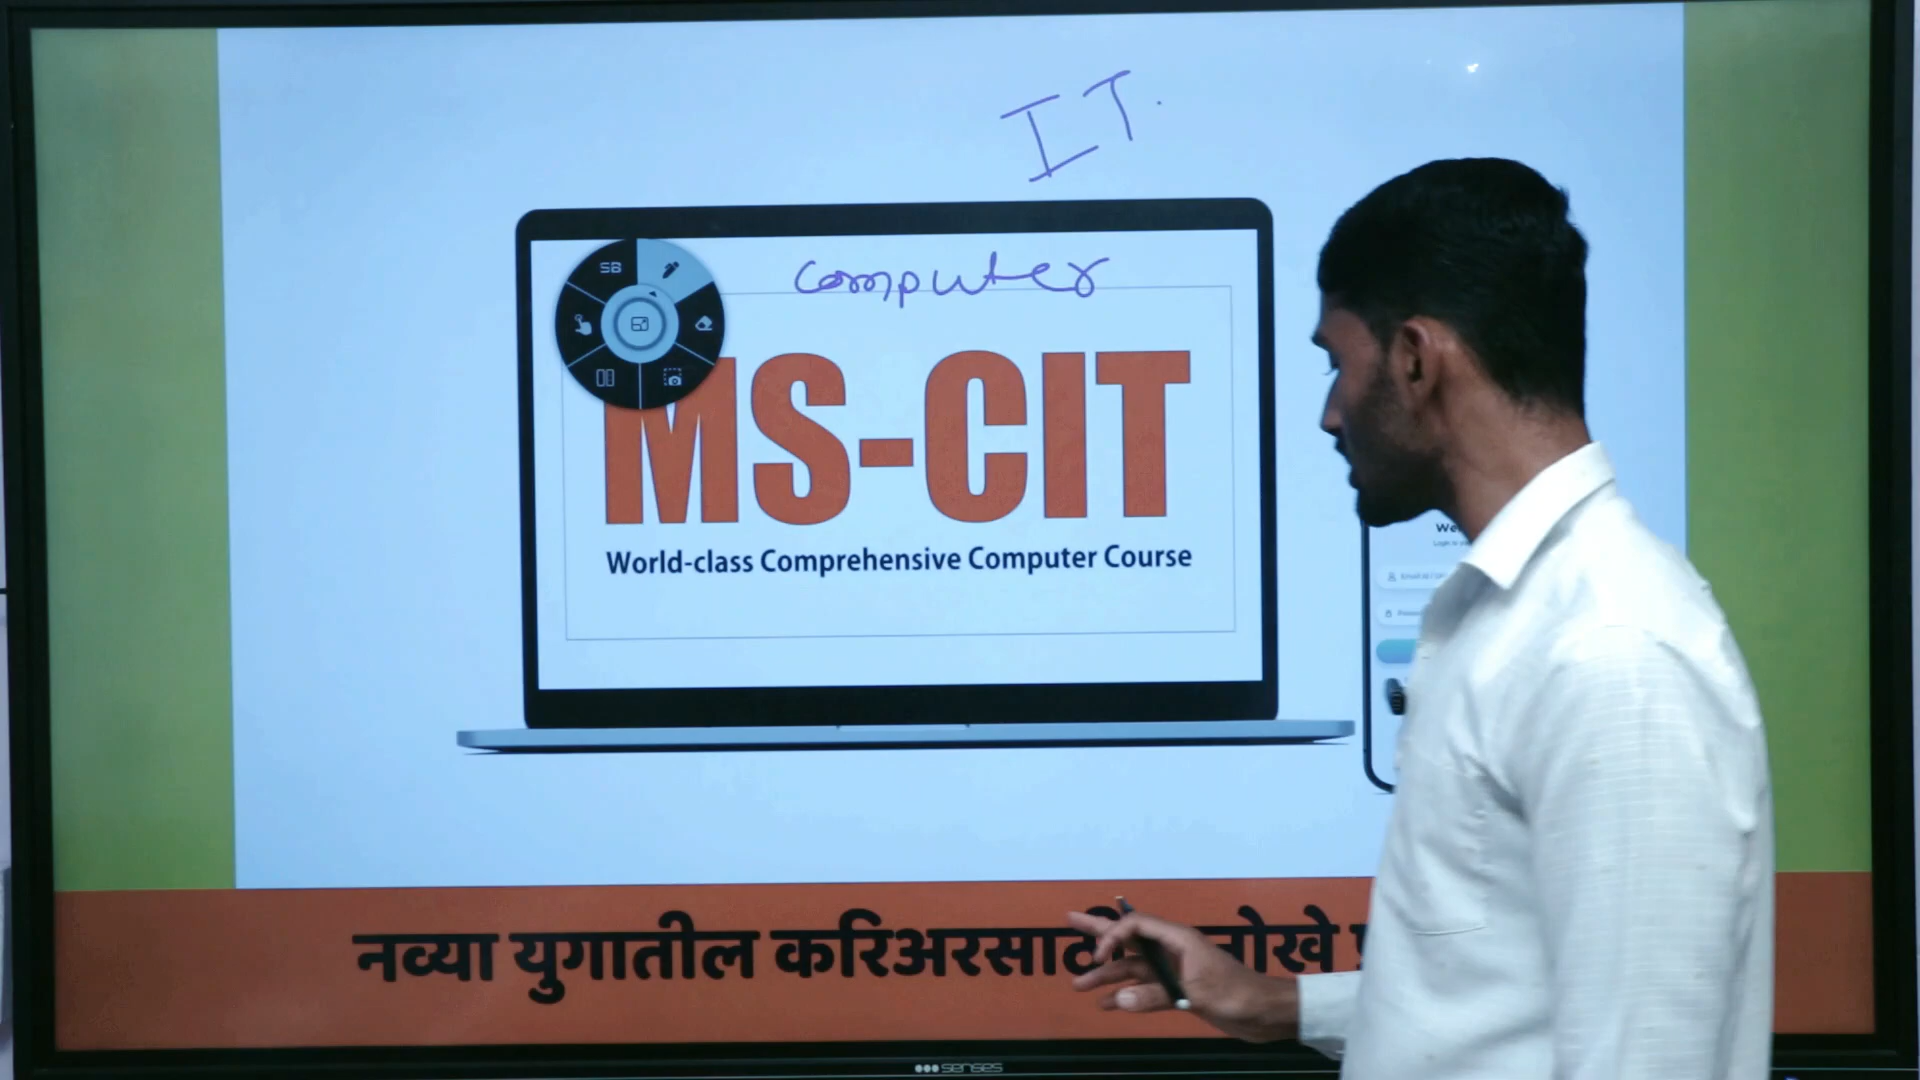 I T.
SB
Computer
MS-CIT
World-class Comprehensive Computer Course
नव्या युगातील करिअरसाठी
senses